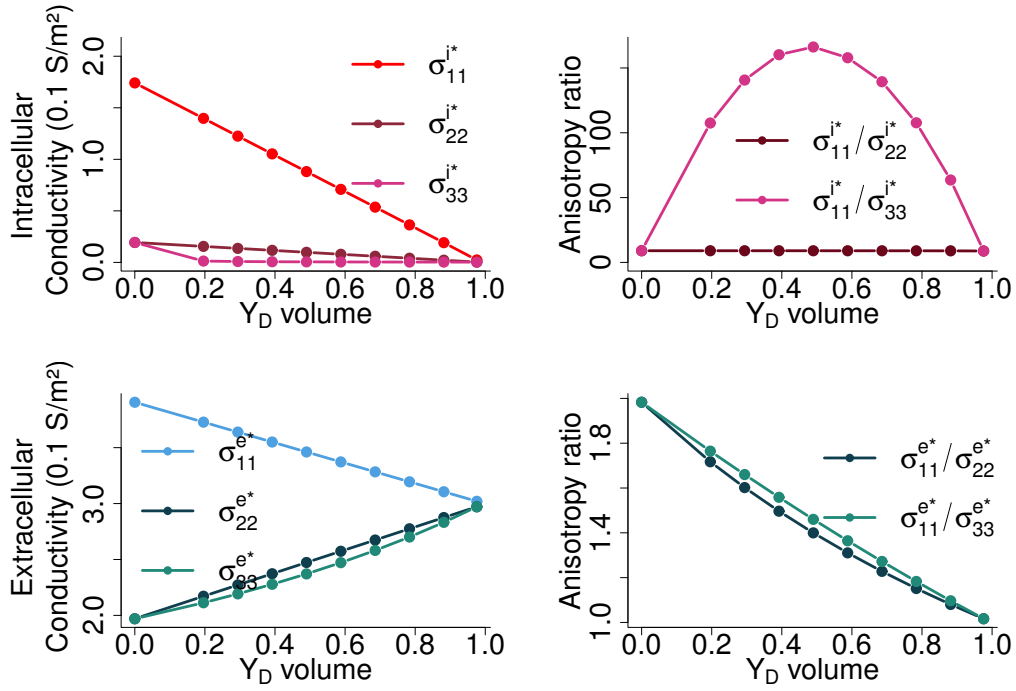 Intracellular
Conductivity (0.1 S/m²)
0.0 1.0 2.0
σ₁₁ⁱ*
σ₂₂ⁱ*
σ₃₃ⁱ*
0.0 0.2 0.4 0.6 0.8 1.0
Y_D volume
Anisotropy ratio
0 50 150
σ₁₁ⁱ*/σ₂₂ⁱ*
σ₁₁ⁱ*/σ₃₃ⁱ*
0.0 0.2 0.4 0.6 0.8 1.0
Y_D volume
Extracellular
Conductivity (0.1 S/m²)
2.0 3.0
σ₁₁ᵉ*
σ₂₂ᵉ*
σ₃₃ᵉ*
0.0 0.2 0.4 0.6 0.8 1.0
Y_D volume
Anisotropy ratio
1.0 1.4 1.8
σ₁₁ᵉ*/σ₂₂ᵉ*
σ₁₁ᵉ*/σ₃₃ᵉ*
0.0 0.2 0.4 0.6 0.8 1.0
Y_D volume